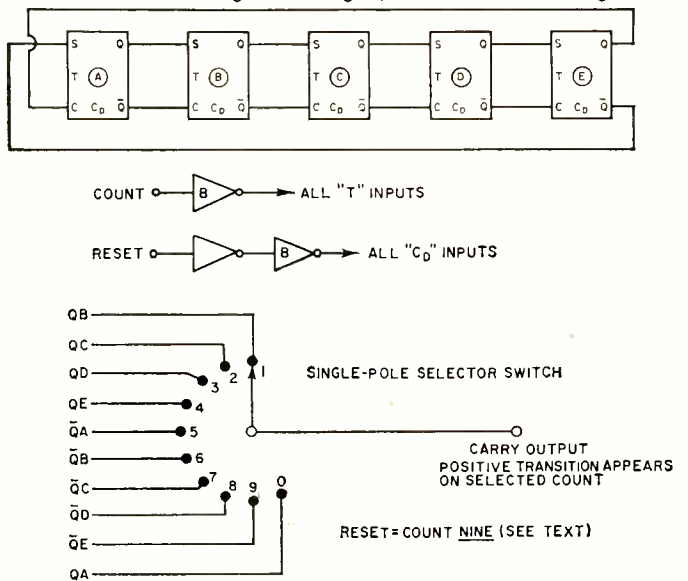 S Q S Q S Q S Q S Q
T A T B T C T D T E
C CD Q̄ C CD Q̄ C CD Q̄ C CD Q̄ C CD Q̄
COUNT B ALL "T" INPUTS
RESET B ALL "CD" INPUTS
QB
QC
QD
QE
Q̄A
Q̄B
Q̄C
Q̄D
Q̄E
QA
1
2
3
4
5
6
7
8
9
0
SINGLE-POLE SELECTOR SWITCH
CARRY OUTPUT
POSITIVE TRANSITION APPEARS
ON SELECTED COUNT
RESET = COUNT NINE (SEE TEXT)